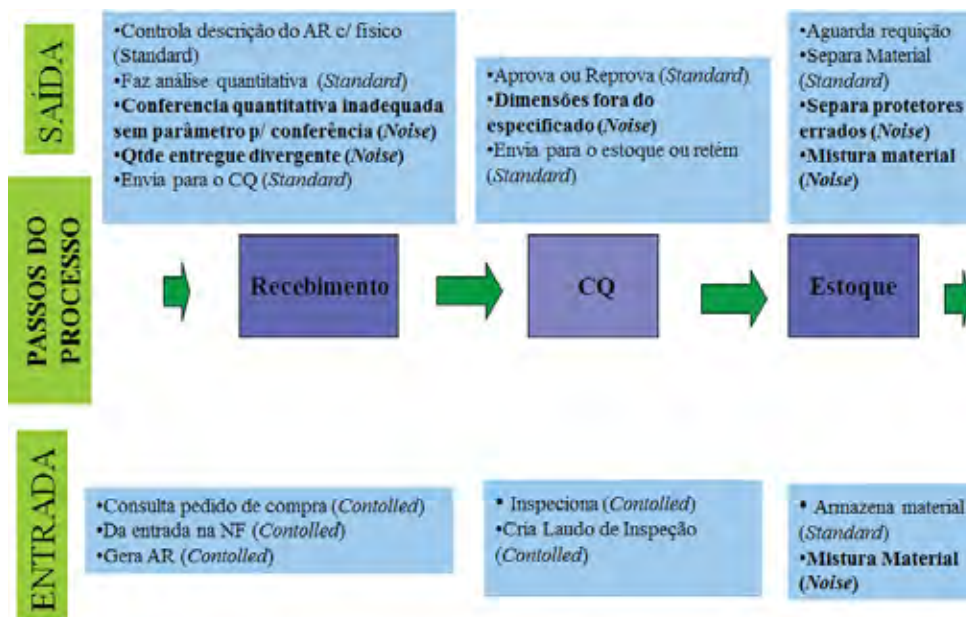 SAÍDA
•Controla descrição do AR c/ físico
(Standard)
•Faz análise quantitativa (Standard)
•Conferencia quantitativa inadequada
sem parâmetro p/ conferência (Noise)
•Qtde entregue divergente (Noise)
•Envia para o CQ (Standard)
•Aprova ou Reprova (Standard)
•Dimensões fora do
especificado (Noise)
•Envia para o estoque ou retém
(Standard)
•Aguarda requição
•Separa Material
(Standard)
•Separa protetores
errados (Noise)
•Mistura material
(Noise)
PASSOS DO
PROCESSO
Recebimento
CQ
Estoque
ENTRADA
•Consulta pedido de compra (Contolled)
•Da entrada na NF (Contolled)
•Gera AR (Contolled)
• Inspeciona (Contolled)
•Cria Laudo de Inspeção
(Contolled)
• Armazena material
(Standard)
•Mistura Material
(Noise)